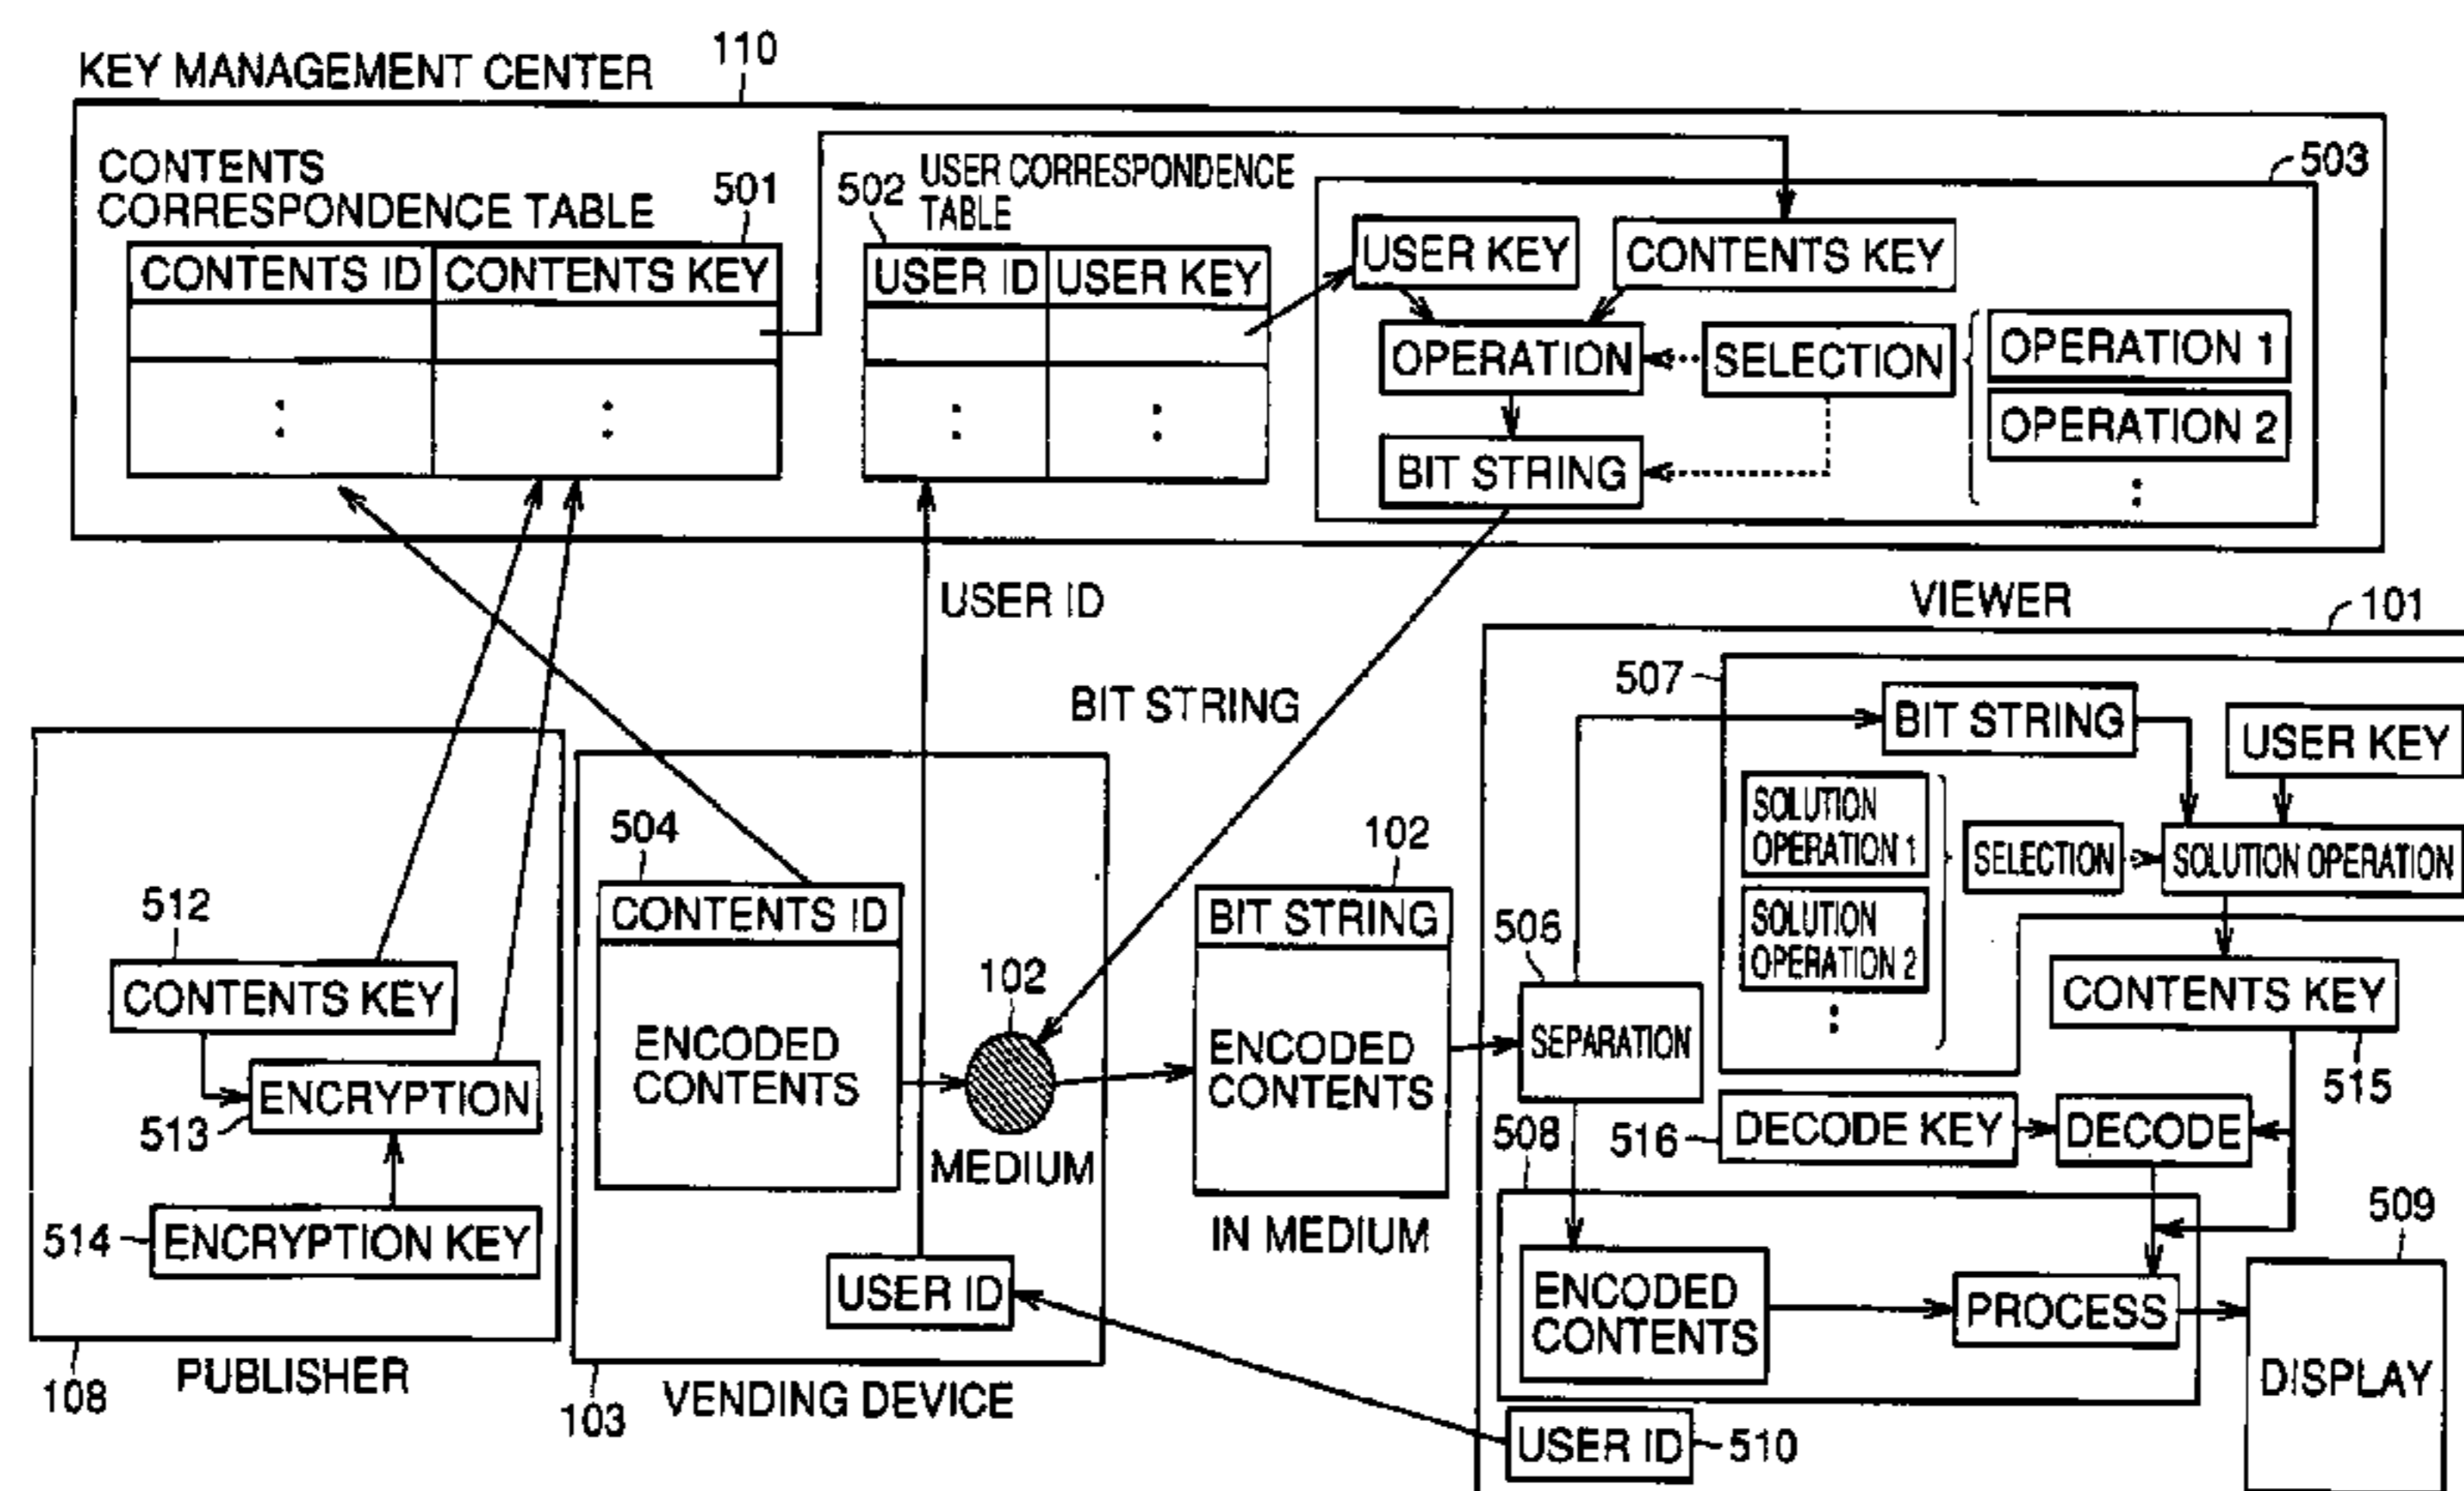 110
KEY MANAGEMENT CENTER
503
CONTENTS
CORRESPONDENCE TABLE
501
502
USER CORRESPONDENCE
TABLE
CONTENTS ID
CONTENTS KEY
USER ID
USER KEY
USER KEY
CONTENTS KEY
OPERATION
SELECTION
OPERATION 1
OPERATION 2
BIT STRING
USER ID
BIT STRING
VIEWER
101
507
BIT STRING
USER KEY
SOLUTION
OPERATION 1
SELECTION
SOLUTION OPERATION
SOLUTION
OPERATION 2
504
CONTENTS ID
ENCODED
CONTENTS
102
BIT STRING
ENCODED
CONTENTS
IN MEDIUM
506
SEPARATION
CONTENTS KEY
515
512
CONTENTS KEY
ENCRYPTION
513
514
ENCRYPTION KEY
102
MEDIUM
USER ID
508
516
DECODE KEY
DECODE
ENCODED
CONTENTS
PROCESS
509
DISPLAY
108
PUBLISHER
103
VENDING DEVICE
USER ID
510